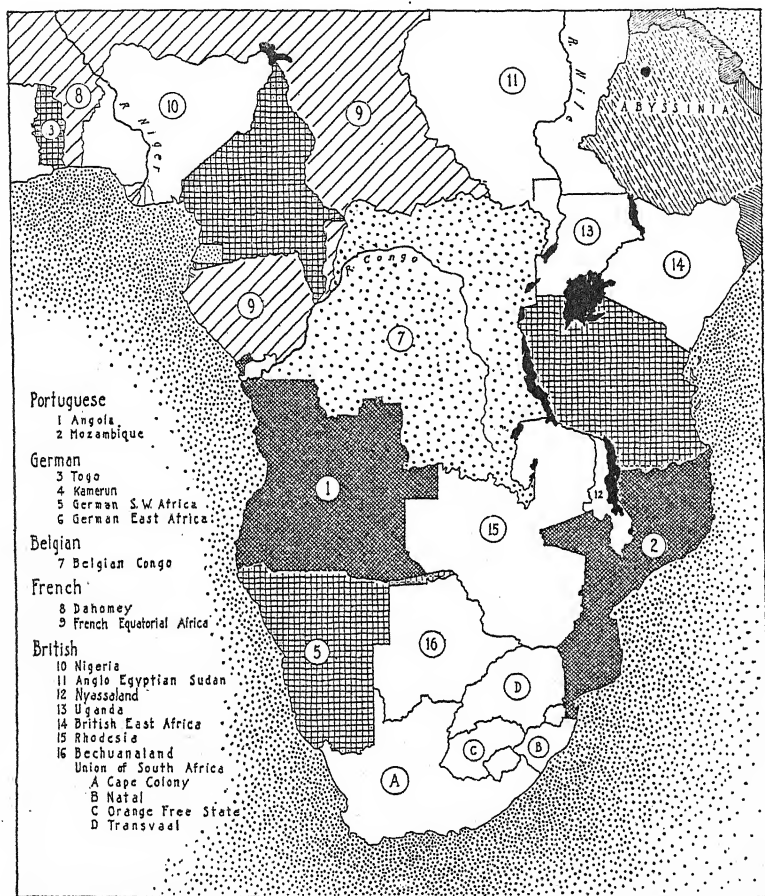 8
3
10
R. Niger
9
11
R. Nile
ABYSSINIA
13
14
R. Congo
9
7
1
12
2
15
5
16
D
C
B
A
Portuguese
1 Angola
2 Mozambique
German
3 Togo
4 Kamerun
5 German S.W. Africa
6 German East Africa
Belgian
7 Belgian Congo
French
8 Dahomey
9 French Equatorial Africa
British
10 Nigeria
11 Anglo Egyptian Sudan
12 Nyassaland
13 Uganda
14 British East Africa
15 Rhodesia
16 Bechuanaland
Union of South Africa
A Cape Colony
B Natal
C Orange Free State
D Transvaal